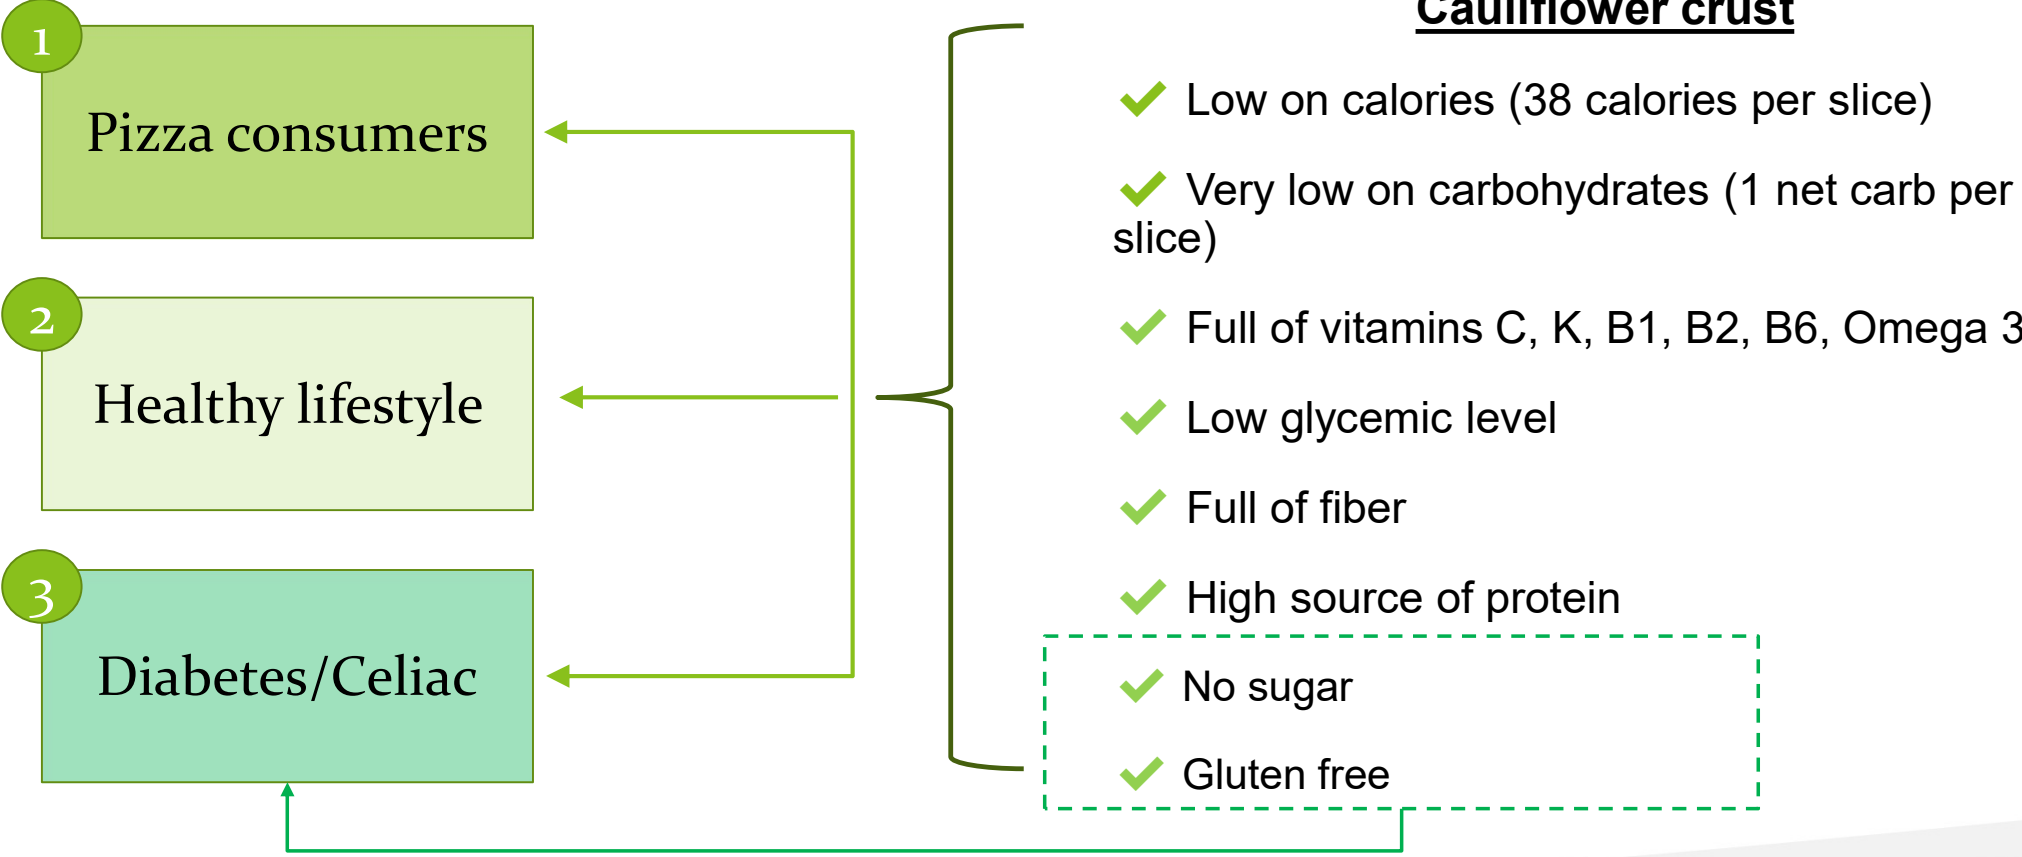 1
Pizza consumers
2
Healthy lifestyle
3
Diabetes/Celiac
Cauliflower crust
Low on calories (38 calories per slice)
Very low on carbohydrates (1 net carb per
slice)
Full of vitamins C, K, B1, B2, B6, Omega 3
Low glycemic level
Full of fiber
High source of protein
No sugar
Gluten free